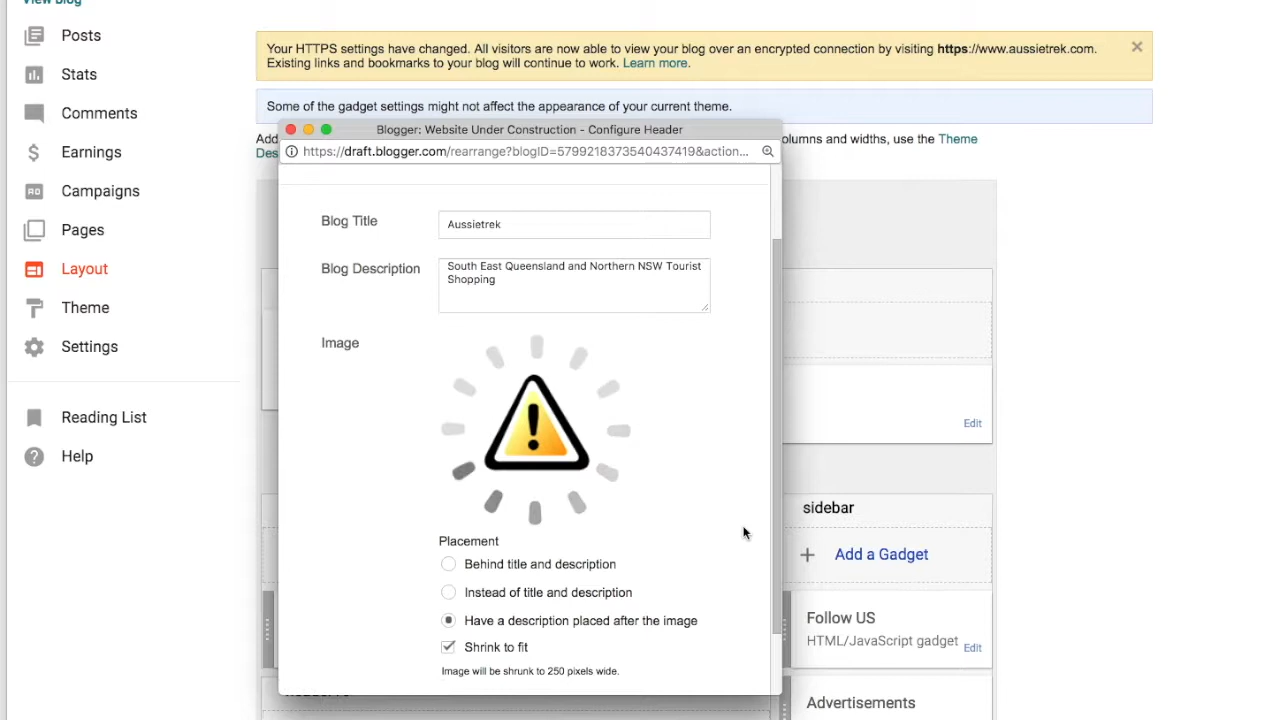 View Blog
Posts
Stats
Comments
Earnings
Campaigns
Pages
Layout
Theme
Settings
Reading List
Help
Your HTTPS settings have changed. All visitors are now able to view your blog over an encrypted connection by visiting https://www.aussietrek.com.
Existing links and bookmarks to your blog will continue to work. Learn more.
Some of the gadget settings might not affect the appearance of your current theme.
Add
olumns and widths, use the Theme
Des
Blogger: Website Under Construction - Configure Header
https://draft.blogger.com/rearrange?blogID=5799218373540437419&action...
Blog Title
Aussietrek
Blog Description
South East Queensland and Northern NSW Tourist
Shopping
Image
Placement
Behind title and description
Instead of title and description
Have a description placed after the image
Shrink to fit
Image will be shrunk to 250 pixels wide.
Edit
sidebar
Add a Gadget
Follow US
HTML/JavaScript gadget
Edit
Advertisements